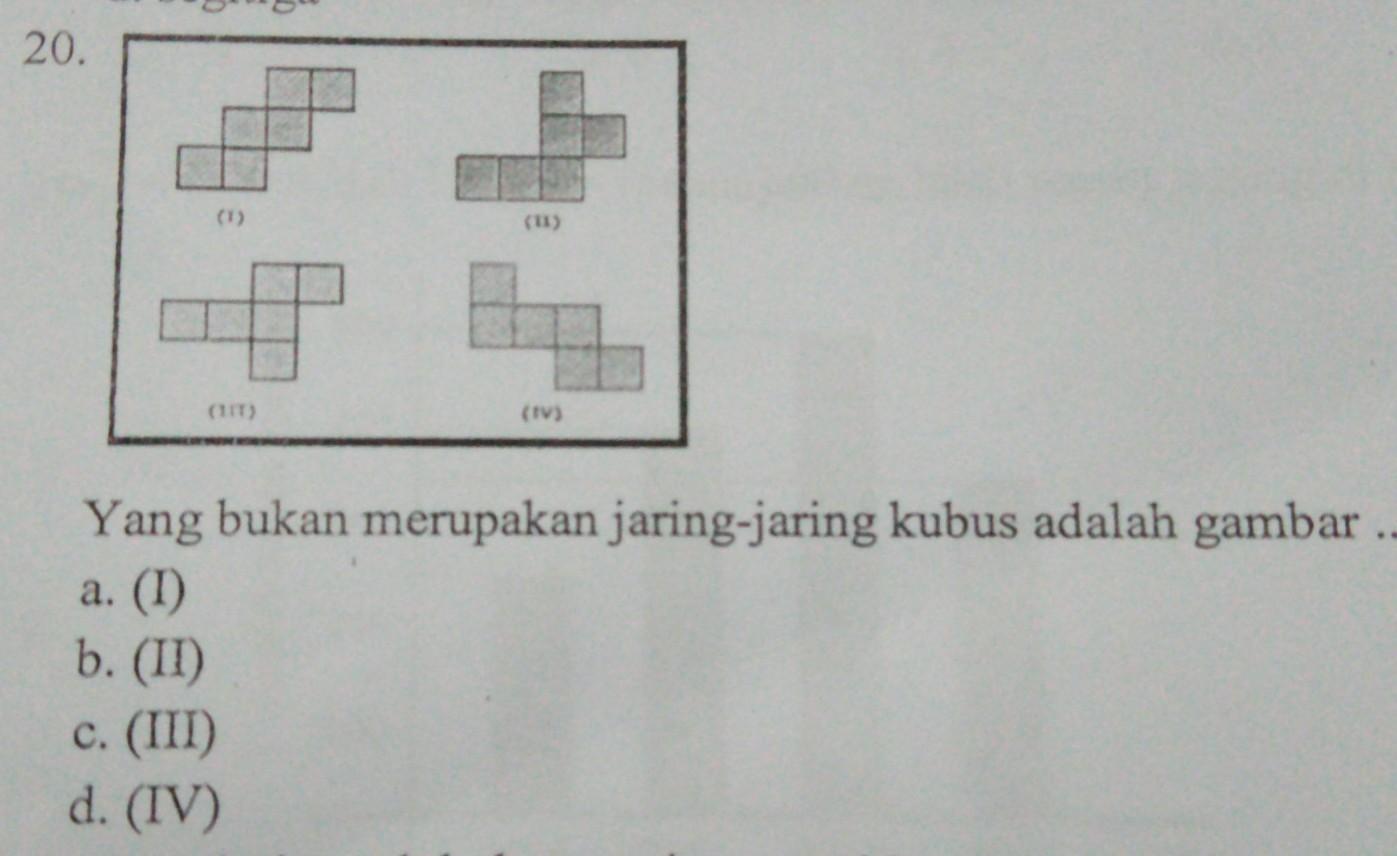 20.
(I)
(II)
(III)
(IV)
Yang bukan merupakan jaring-jaring kubus adalah gambar ..
a. (I)
b. (II)
c. (III)
d. (IV)